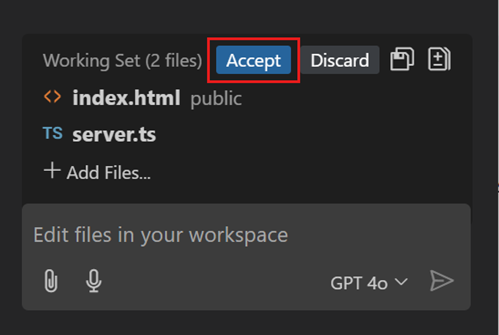 Working Set (2 files) Accept Discard
<> index.html public
TS server.ts
+ Add Files...
Edit files in your workspace
GPT 4o